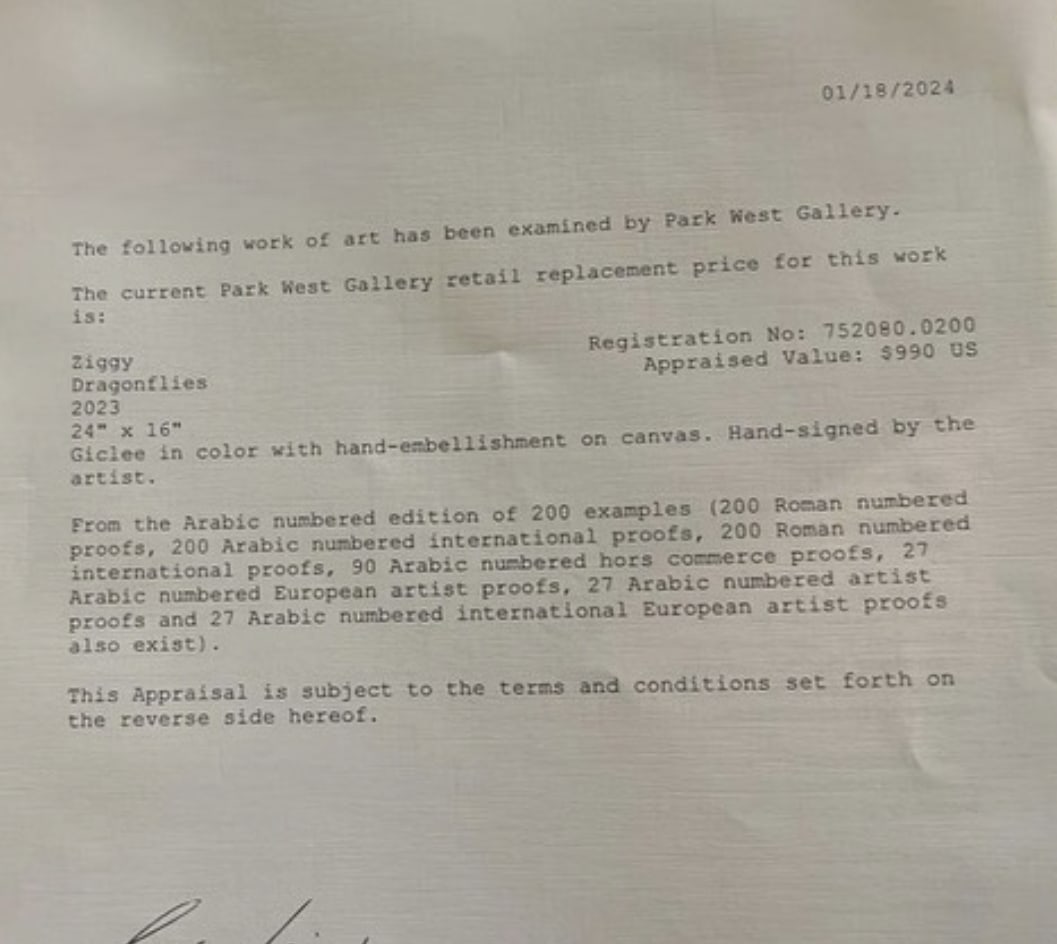 01/18/2024
The following work of art has been examined by Park West Gallery.
The current Park West Gallery retail replacement price for this work
is:
Registration No: 752080.0200
Appraised Value: $990 US
Ziggy
Dragonflies
2023
24" x 16"
Giclee in color with hand-embellishment on canvas. Hand-signed by the
artist.
From the Arabic numbered edition of 200 examples (200 Roman numbered
proofs, 200 Arabic numbered international proofs, 200 Roman numbered
international proofs, 90 Arabic numbered hors commerce proofs, 27
Arabic numbered European artist proofs, 27 Arabic numbered artist
proofs and 27 Arabic numbered international European artist proofs
also exist).
This Appraisal is subject to the terms and conditions set forth on
the reverse side hereof.